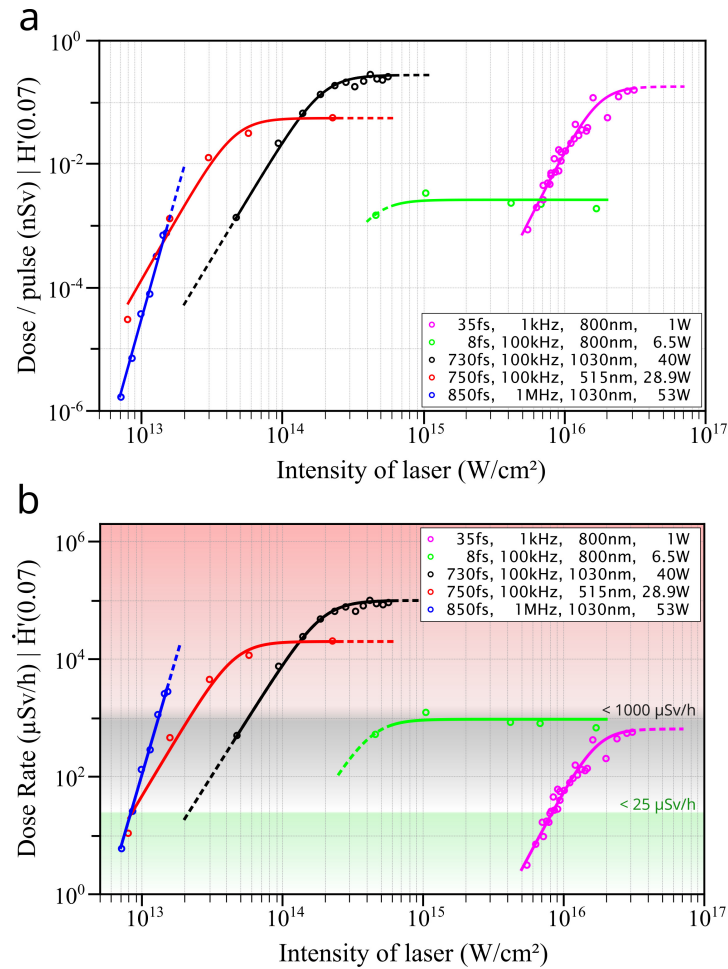 a
10⁰
10⁻²
10⁻⁴
10⁻⁶
Dose / pulse (nSv) | H'(0.07)
35fs, 1kHz, 800nm, 1W
8fs, 100kHz, 800nm, 6.5W
730fs, 100kHz, 1030nm, 40W
750fs, 100kHz, 515nm, 28.9W
850fs, 1MHz, 1030nm, 53W
10¹³ 10¹⁴ 10¹⁵ 10¹⁶ 10¹⁷
Intensity of laser (W/cm²)
b
10⁶
10⁴
10²
10⁰
Dose Rate (µSv/h) | Ḣ'(0.07)
35fs, 1kHz, 800nm, 1W
8fs, 100kHz, 800nm, 6.5W
730fs, 100kHz, 1030nm, 40W
750fs, 100kHz, 515nm, 28.9W
850fs, 1MHz, 1030nm, 53W
< 1000 µSv/h
< 25 µSv/h
10¹³ 10¹⁴ 10¹⁵ 10¹⁶ 10¹⁷
Intensity of laser (W/cm²)